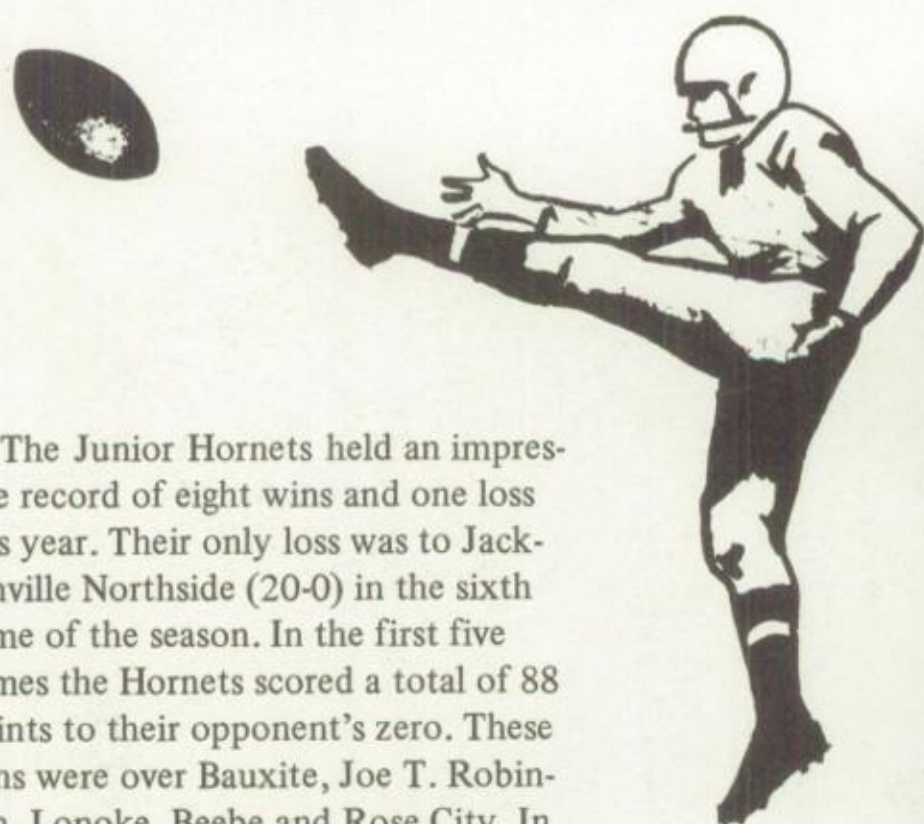 The Junior Hornets held an impres-
e record of eight wins and one loss
s year. Their only loss was to Jack-
nville Northside (20-0) in the sixth
me of the season. In the first five
mes the Hornets scored a total of 88
ints to their opponent's zero. These
ns were over Bauxite, Joe T. Robin-
n, Lonoke, Beebe and Rose City. In